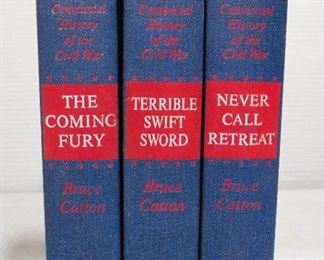 Centennial
History
of the
Civil War
THE
COMING
FURY
Bruce
Catton
Centennial
History
of the
Civil War
TERRIBLE
SWIFT
SWORD
Bruce
Catton
Centennial
History
of the
Civil War
NEVER
CALL
RETREAT
Bruce
Catton